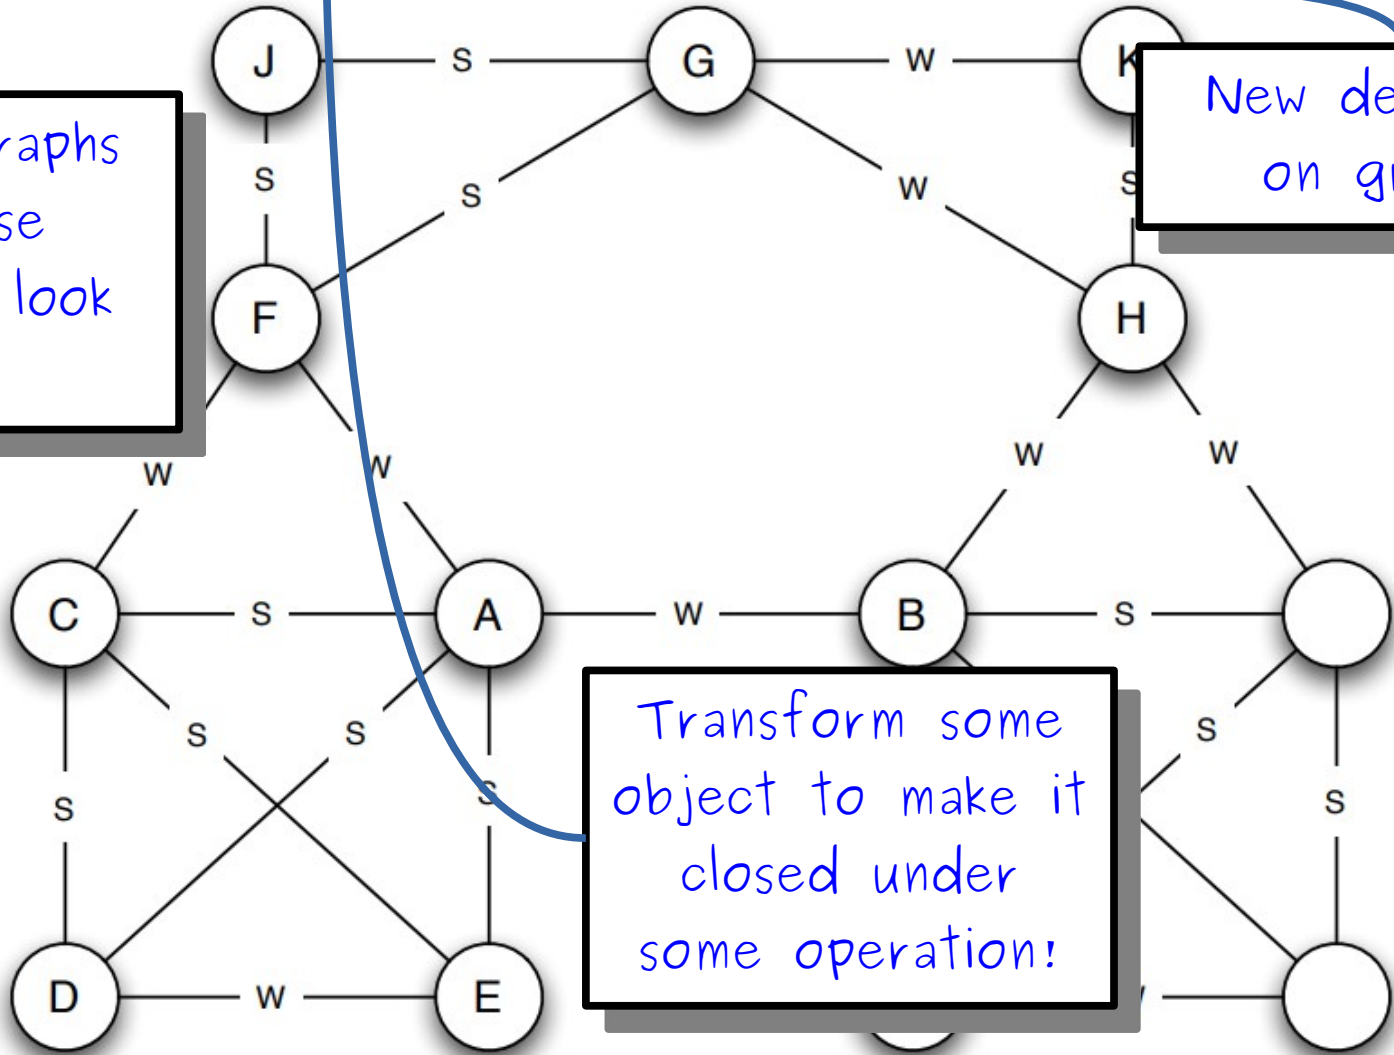 J S G W K
New de
raphs
on g
S S W S
se
look
F H
W W W W
C S A W B S
Transform some
S S S
object to make it
S S S
closed under
some operation!
D W E